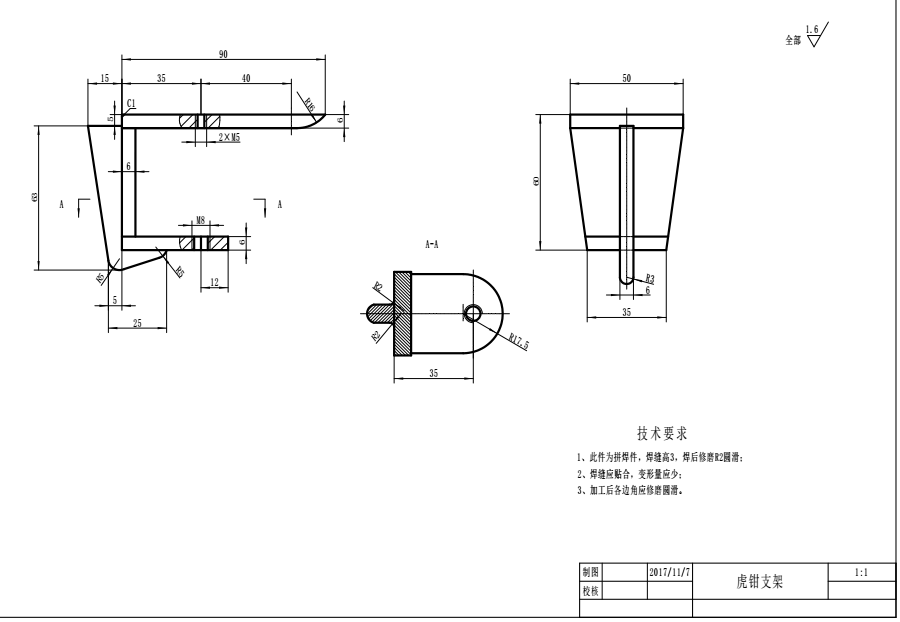 全部 1.6
90
15 35 40
C1
5
R16
6
2×M5
6
63
A A
M8
6
R5
R5
12
5
25
50
60
R3
6
35
A-A
R2
R2
R17.5
35
技术要求
1、此件为拼焊件，焊缝高3，焊后修磨R2圆滑；
2、焊缝应贴合，变形量应少；
3、加工后各边角应修磨圆滑。
制图 2017/11/7 虎钳支架 1:1
校核